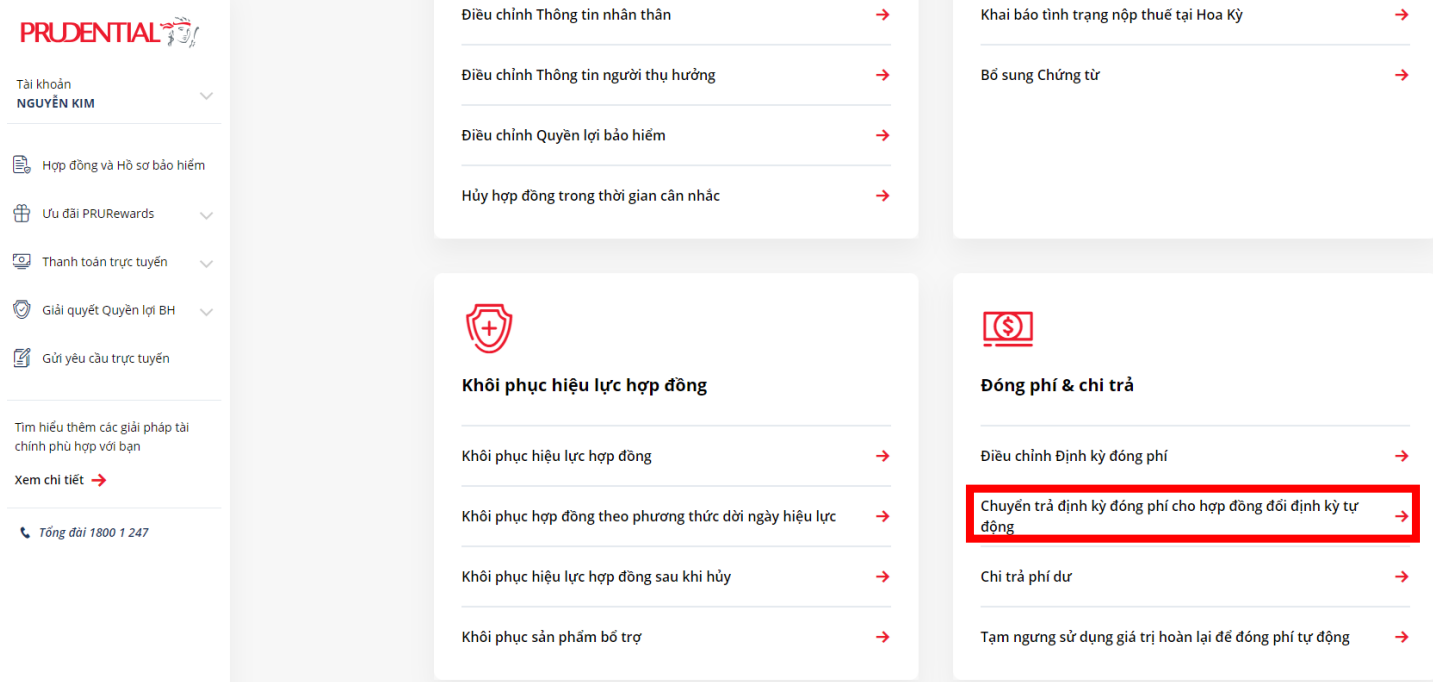 PRUDENTIAL
Tài khoản
NGUYỄN KIM
Hợp đồng và Hồ sơ bảo hiểm
Ưu đãi PRURewards
Thanh toán trực tuyến
Giải quyết Quyền lợi BH
Gửi yêu cầu trực tuyến
Tìm hiểu thêm các giải pháp tài
chính phù hợp với bạn
Xem chi tiết
Tổng đài 1800 1 247
Điều chỉnh Thông tin nhân thân
Điều chỉnh Thông tin người thụ hưởng
Điều chỉnh Quyền lợi bảo hiểm
Hủy hợp đồng trong thời gian cân nhắc
Khai báo tình trạng nộp thuế tại Hoa Kỳ
Bổ sung Chứng từ
Khôi phục hiệu lực hợp đồng
Khôi phục hiệu lực hợp đồng
Khôi phục hợp đồng theo phương thức dời ngày hiệu lực
Khôi phục hiệu lực hợp đồng sau khi hủy
Khôi phục sản phẩm bổ trợ
Đóng phí & chi trả
Điều chỉnh Định kỳ đóng phí
Chuyển trả định kỳ đóng phí cho hợp đồng đổi định kỳ tự
động
Chi trả phí dư
Tạm ngưng sử dụng giá trị hoàn lại để đóng phí tự động